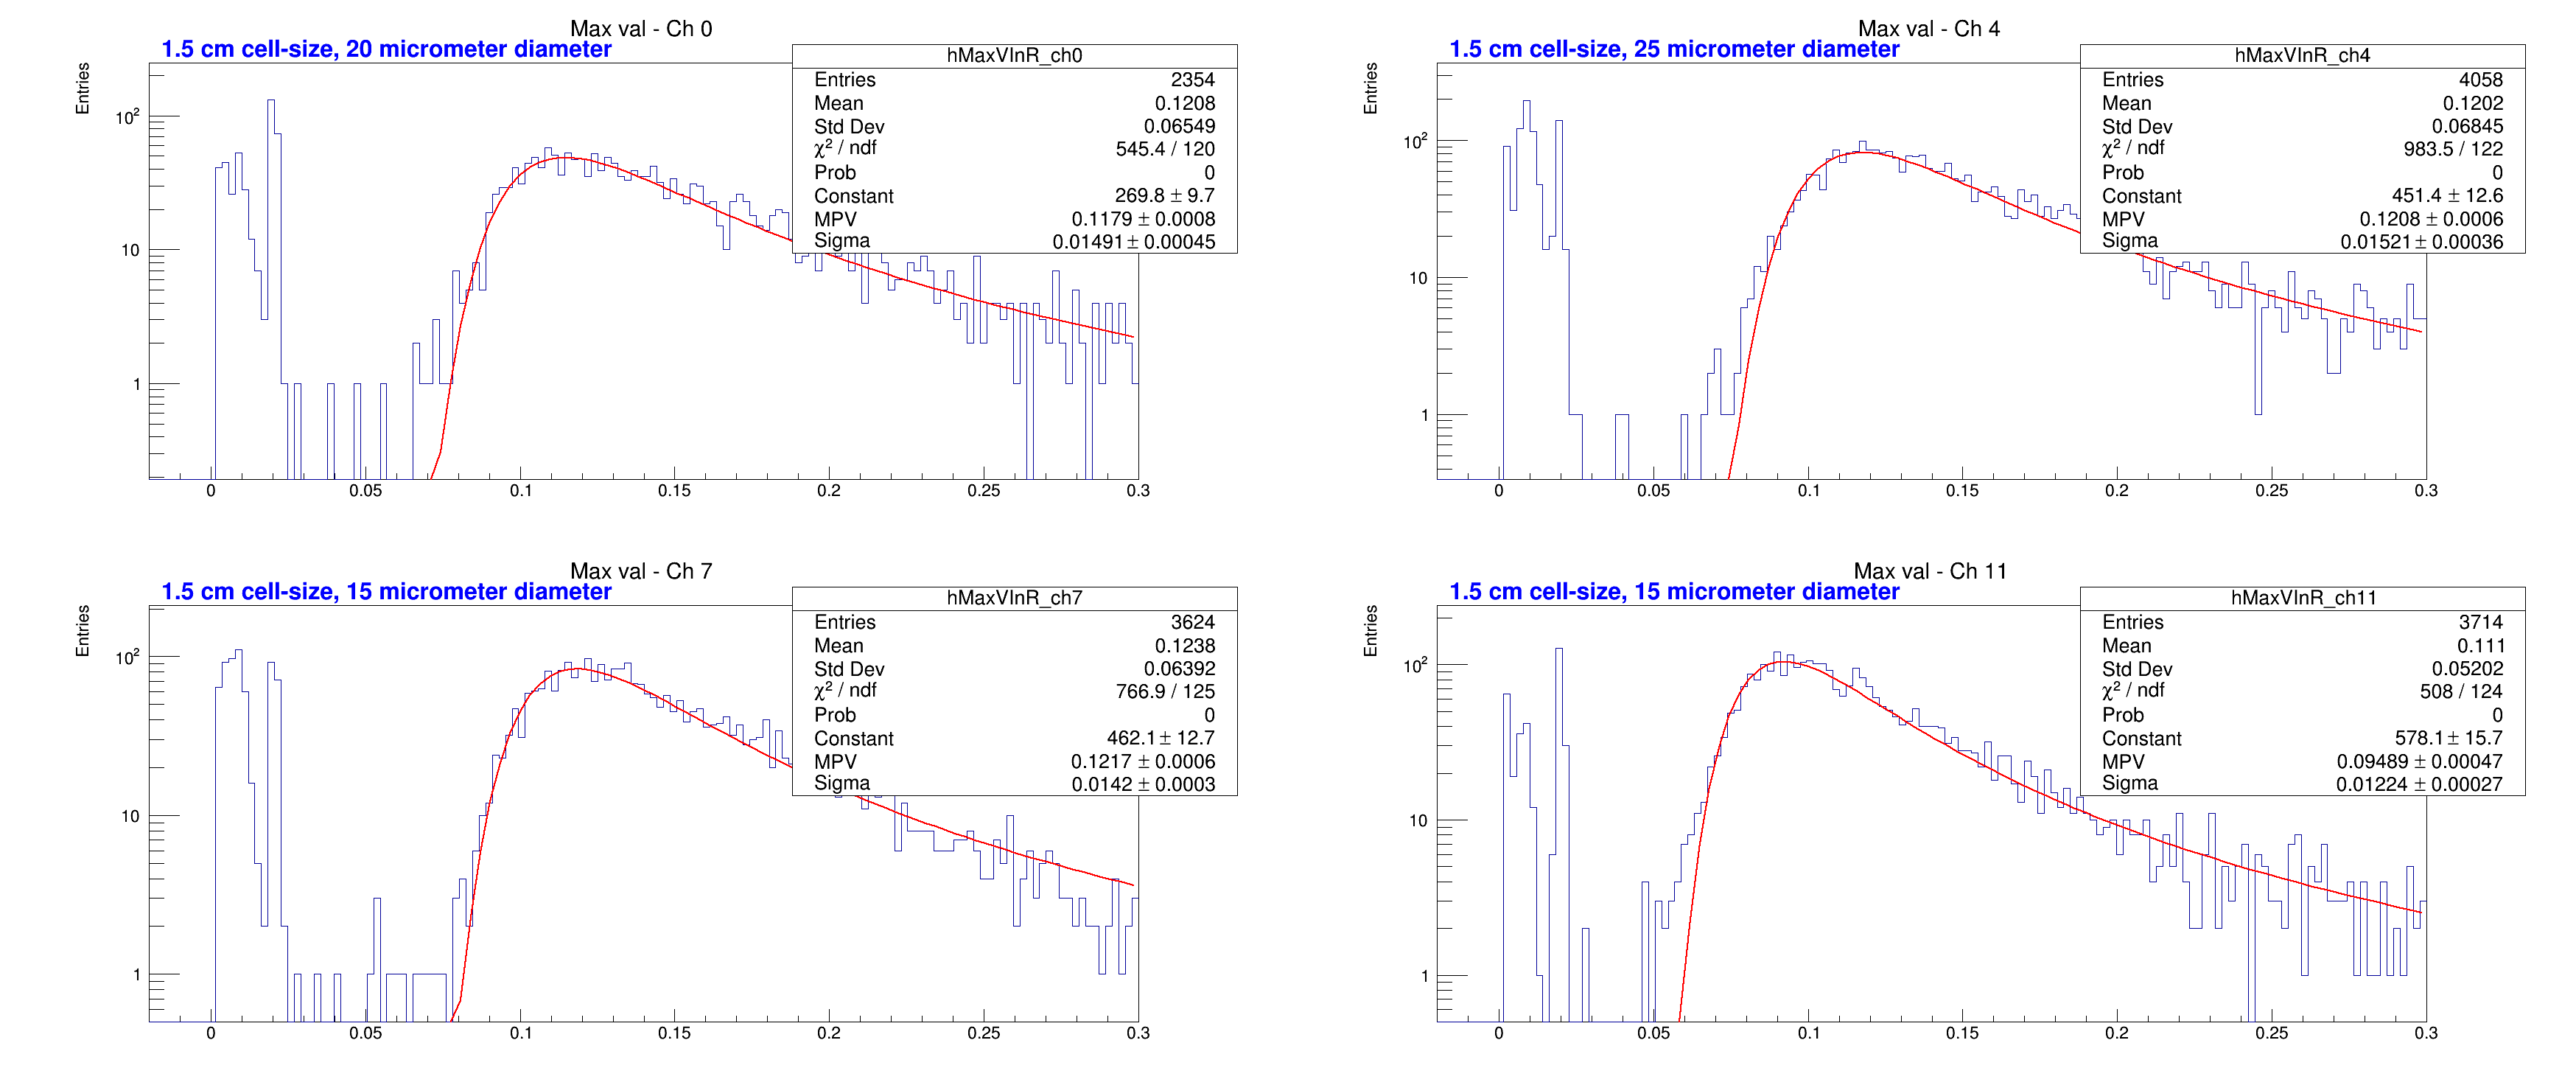 Max val - Ch 0
1.5 cm cell-size, 20 micrometer diameter
Entries
hMaxVInR_ch0
Entries 2354
Mean 0.1208
Std Dev 0.06549
χ² / ndf 545.4 / 120
Prob 0
Constant 269.8 ± 9.7
MPV 0.1179 ± 0.0008
Sigma 0.01491 ± 0.00045
10²
10
1
0 0.05 0.1 0.15 0.2 0.25 0.3
Max val - Ch 4
1.5 cm cell-size, 25 micrometer diameter
Entries
hMaxVInR_ch4
Entries 4058
Mean 0.1202
Std Dev 0.06845
χ² / ndf 983.5 / 122
Prob 0
Constant 451.4 ± 12.6
MPV 0.1208 ± 0.0006
Sigma 0.01521 ± 0.00036
10²
10
1
0 0.05 0.1 0.15 0.2 0.25 0.3
Max val - Ch 7
1.5 cm cell-size, 15 micrometer diameter
Entries
hMaxVInR_ch7
Entries 3624
Mean 0.1238
Std Dev 0.06392
χ² / ndf 766.9 / 125
Prob 0
Constant 462.1 ± 12.7
MPV 0.1217 ± 0.0006
Sigma 0.0142 ± 0.0003
10²
10
1
0 0.05 0.1 0.15 0.2 0.25 0.3
Max val - Ch 11
1.5 cm cell-size, 15 micrometer diameter
Entries
hMaxVInR_ch11
Entries 3714
Mean 0.111
Std Dev 0.05202
χ² / ndf 508 / 124
Prob 0
Constant 578.1 ± 15.7
MPV 0.09489 ± 0.00047
Sigma 0.01224 ± 0.00027
10²
10
1
0 0.05 0.1 0.15 0.2 0.25 0.3